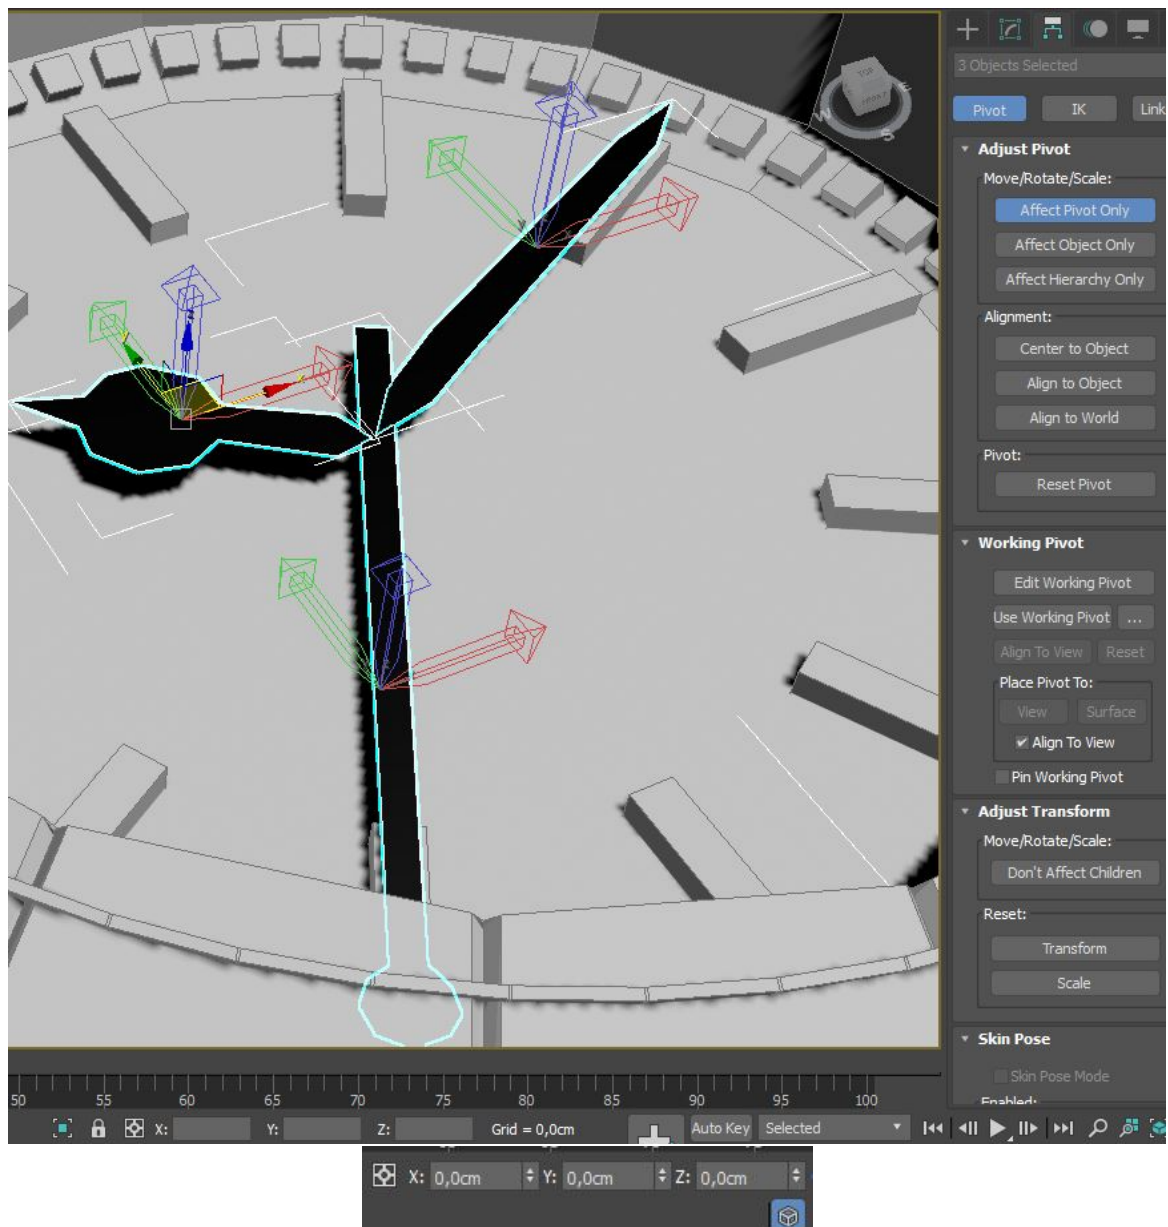 TOP
W
E
S
3 Objects Selected
Pivot IK Link
Adjust Pivot
Move/Rotate/Scale:
Affect Pivot Only
Affect Object Only
Affect Hierarchy Only
Alignment:
Center to Object
Align to Object
Align to World
Pivot:
Reset Pivot
Working Pivot
Edit Working Pivot
Use Working Pivot ...
Align To View Reset
Place Pivot To:
View Surface
Align To View
Pin Working Pivot
Adjust Transform
Move/Rotate/Scale:
Don't Affect Children
Reset:
Transform
Scale
Skin Pose
Skin Pose Mode
Enabled:
50 55 60 65 70 75 80 85 90 95 100
X: Y: Z: Grid = 0,0cm Auto Key Selected
X: 0,0cm Y: 0,0cm Z: 0,0cm